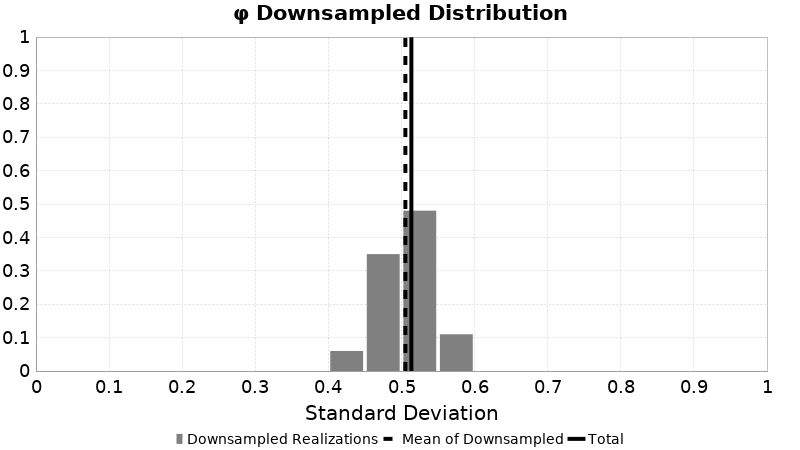 φ Downsampled Distribution
1
0.9
0.8
0.7
0.6
0.5
0.4
0.3
0.2
0.1
0
0 0.1 0.2 0.3 0.4 0.5 0.6 0.7 0.8 0.9 1
Standard Deviation
Downsampled Realizations Mean of Downsampled Total